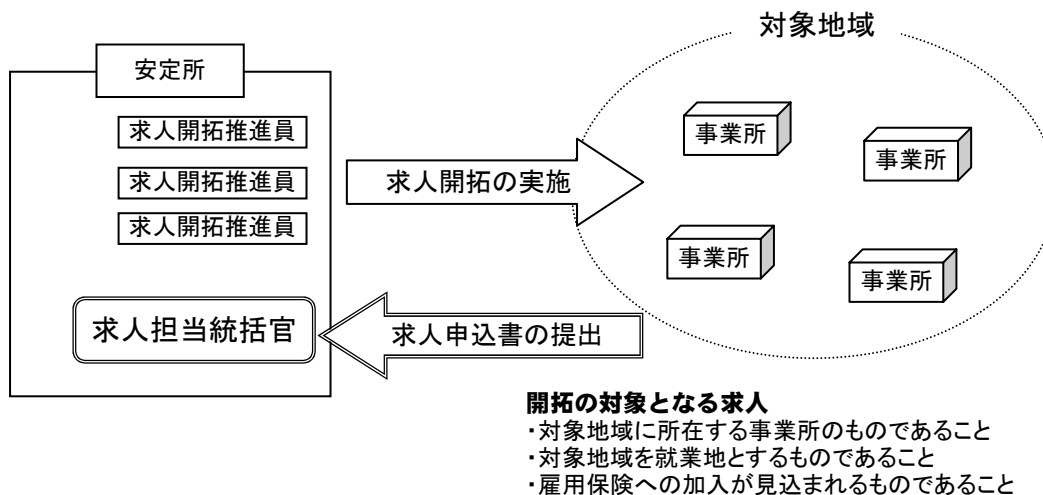 対象地域
安定所
求人開拓推進員
求人開拓推進員
求人開拓推進員
求人開拓の実施
事業所
事業所
事業所
事業所
求人担当統括官
求人申込書の提出
開拓の対象となる求人
・対象地域に所在する事業所のものであること
・対象地域を就業地とするものであること
・雇用保険への加入が見込まれるものであること